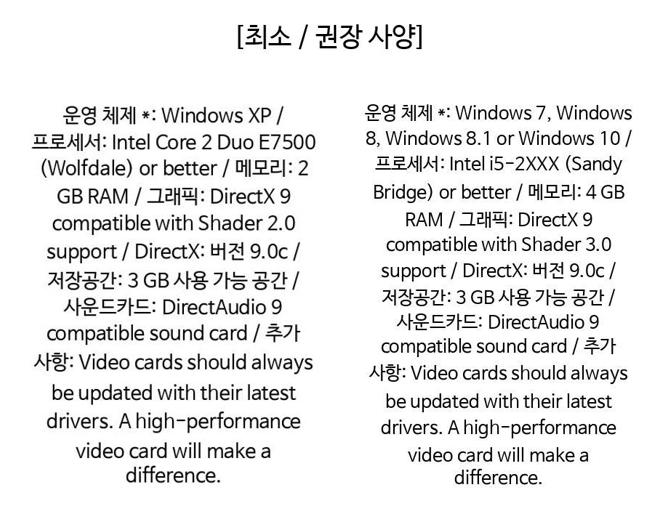 [최소 / 권장 사양]
운영 체제 *: Windows XP /
프로세서: Intel Core 2 Duo E7500
(Wolfdale) or better / 메모리: 2
GB RAM / 그래픽: DirectX 9
compatible with Shader 2.0
support / DirectX: 버전 9.0c /
저장공간: 3 GB 사용 가능 공간 /
사운드카드: DirectAudio 9
compatible sound card / 추가
사항: Video cards should always
be updated with their latest
drivers. A high-performance
video card will make a
difference.
운영 체제 *: Windows 7, Windows
8, Windows 8.1 or Windows 10 /
프로세서: Intel i5-2XXX (Sandy
Bridge) or better / 메모리: 4 GB
RAM / 그래픽: DirectX 9
compatible with Shader 3.0
support / DirectX: 버전 9.0c /
저장공간: 3 GB 사용 가능 공간 /
사운드카드: DirectAudio 9
compatible sound card / 추가
사항: Video cards should always
be updated with their latest
drivers. A high-performance
video card will make a
difference.